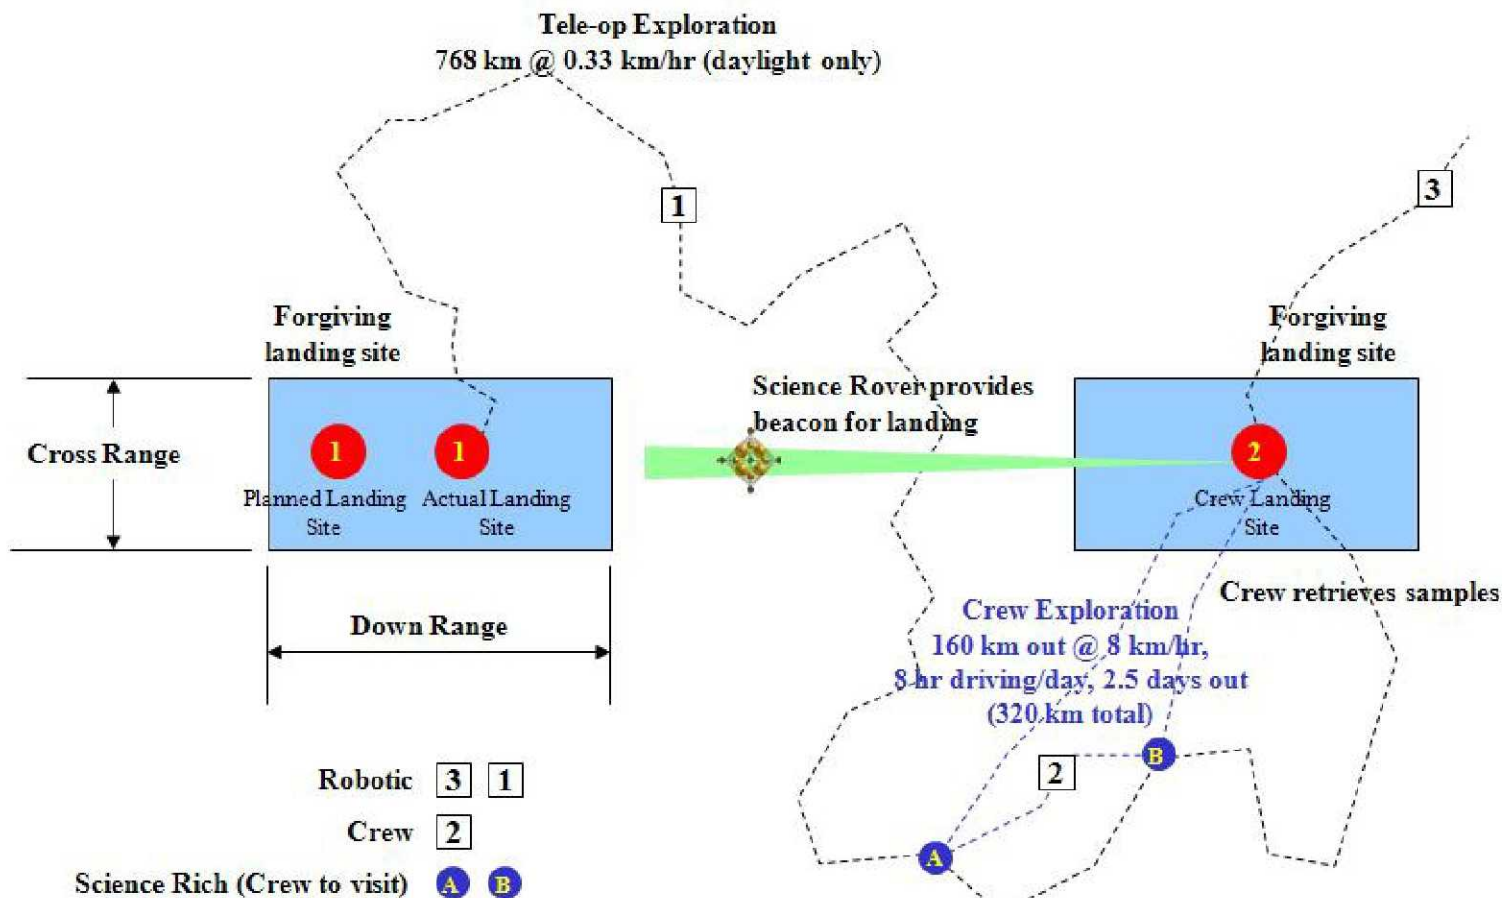 Tele-op Exploration
768 km @ 0.33 km/hr (daylight only)
1
3
Forgiving
landing site
Forgiving
landing site
Science Rover provides
beacon for landing
Cross Range
1
1
2
Planned Landing
Site
Actual Landing
Site
Crew Landing
Site
Crew retrieves samples
Down Range
Crew Exploration
160 km out @ 8 km/hr,
8 hr driving/day, 2.5 days out
(320 km total)
B
2
A
Robotic 3 1
Crew 2
Science Rich (Crew to visit) A B